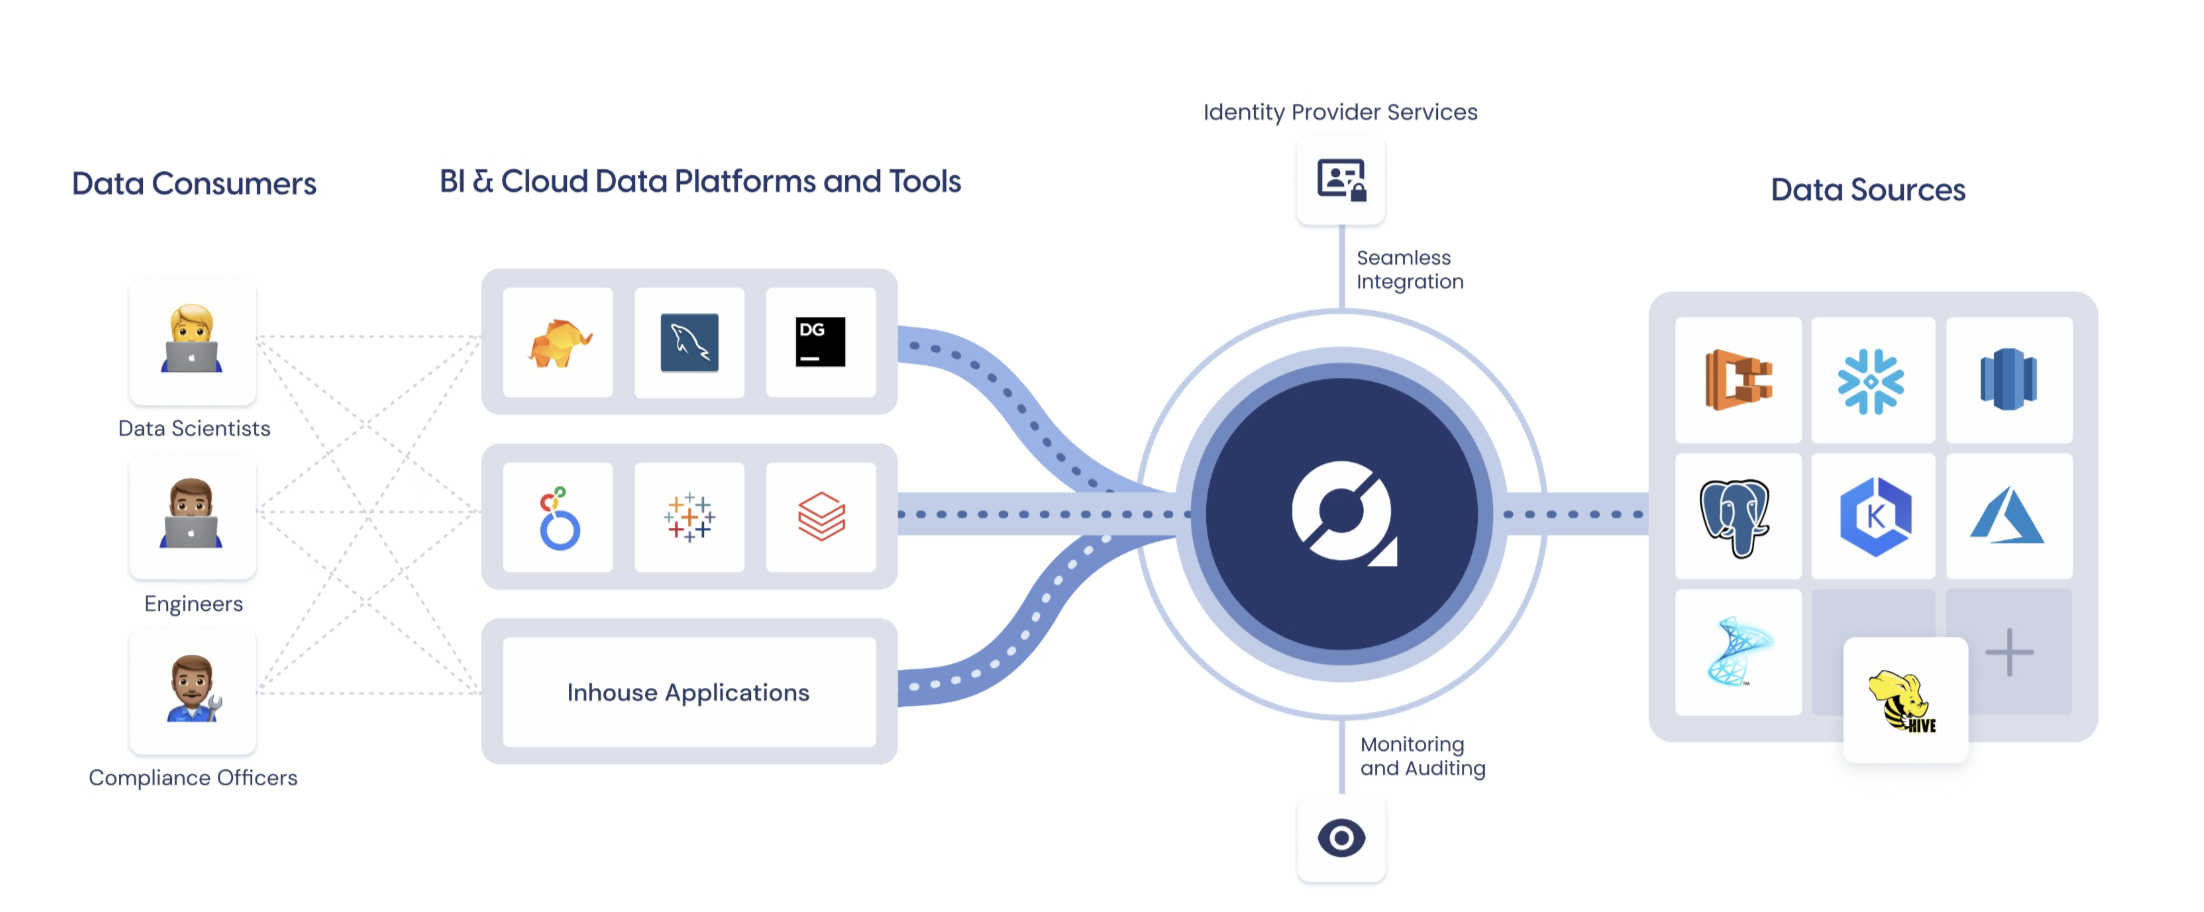 Identity Provider Services
Data Consumers
BI & Cloud Data Platforms and Tools
Data Sources
Seamless
Integration
DG
Data Scientists
K
Engineers
Inhouse Applications
TM
HIVE
Monitoring
and Auditing
Compliance Officers